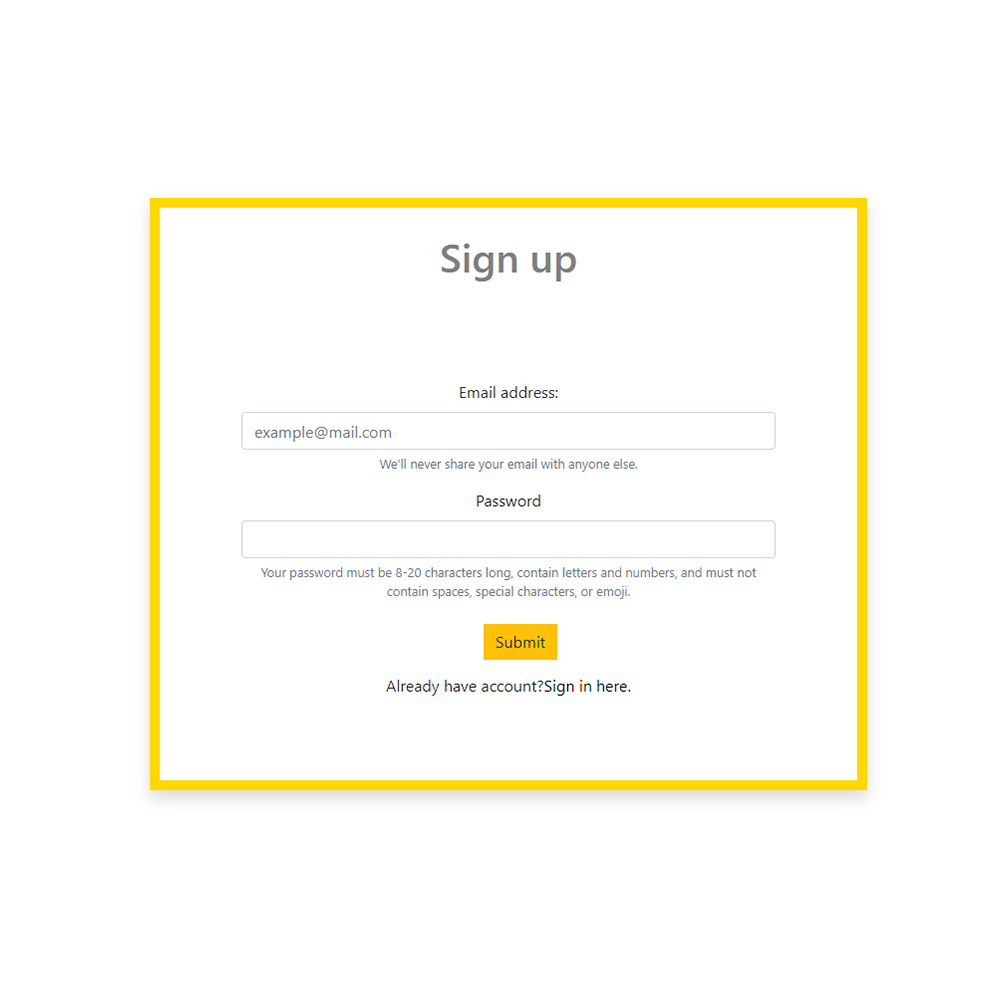 Sign up
Email address:
example@mail.com
We'll never share your email with anyone else.
Password
Your password must be 8-20 characters long, contain letters and numbers, and must not
contain spaces, special characters, or emoji.
Submit
Already have account?Sign in here.